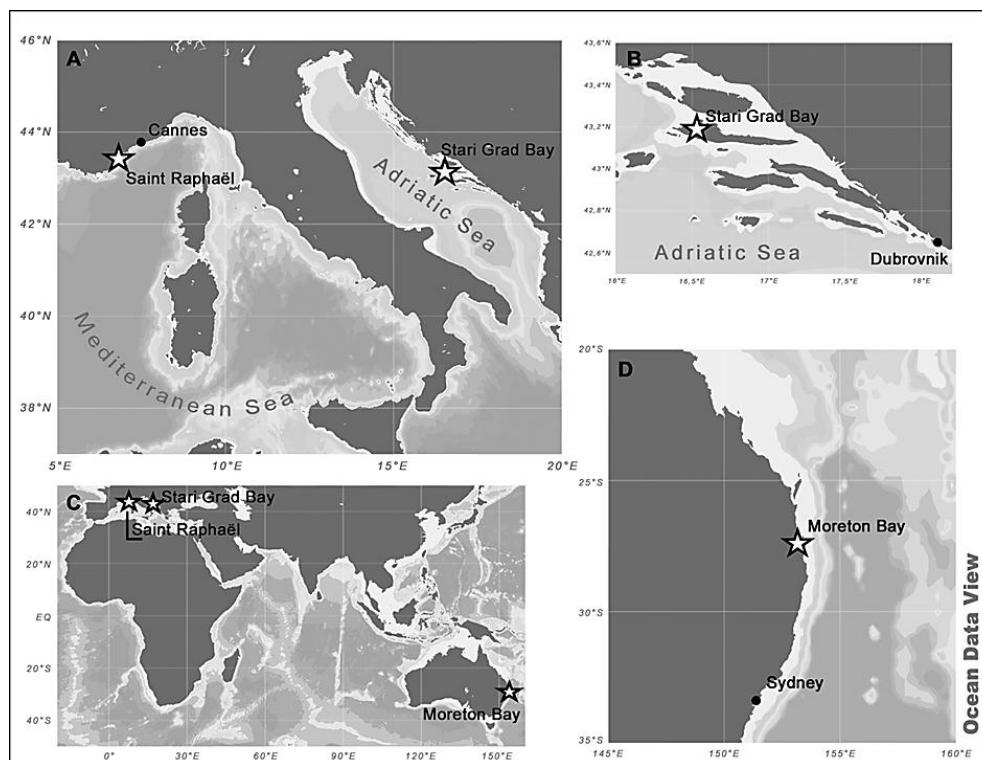 46°N
A
44°N
Cannes
Saint Raphaël
Stari Grad Bay
Adriatic Sea
42°N
40°N
Mediterranean Sea
38°N
5°E
10°E
15°E
20°E
43,6°N
B
43,4°N
Stari Grad Bay
43,2°N
43°N
42,8°N
42,6°N
Adriatic Sea
Dubrovnik
16°E
16,5°E
17°E
17,5°E
18°E
C
Stari Grad Bay
40°N
Saint Raphaël
20°N
EQ
20°S
Moreton Bay
40°S
0°
30°E
60°E
90°E
120°E
150°E
20°S
D
25°S
Moreton Bay
30°S
Sydney
35°S
145°E
150°E
155°E
160°E
Ocean Data View